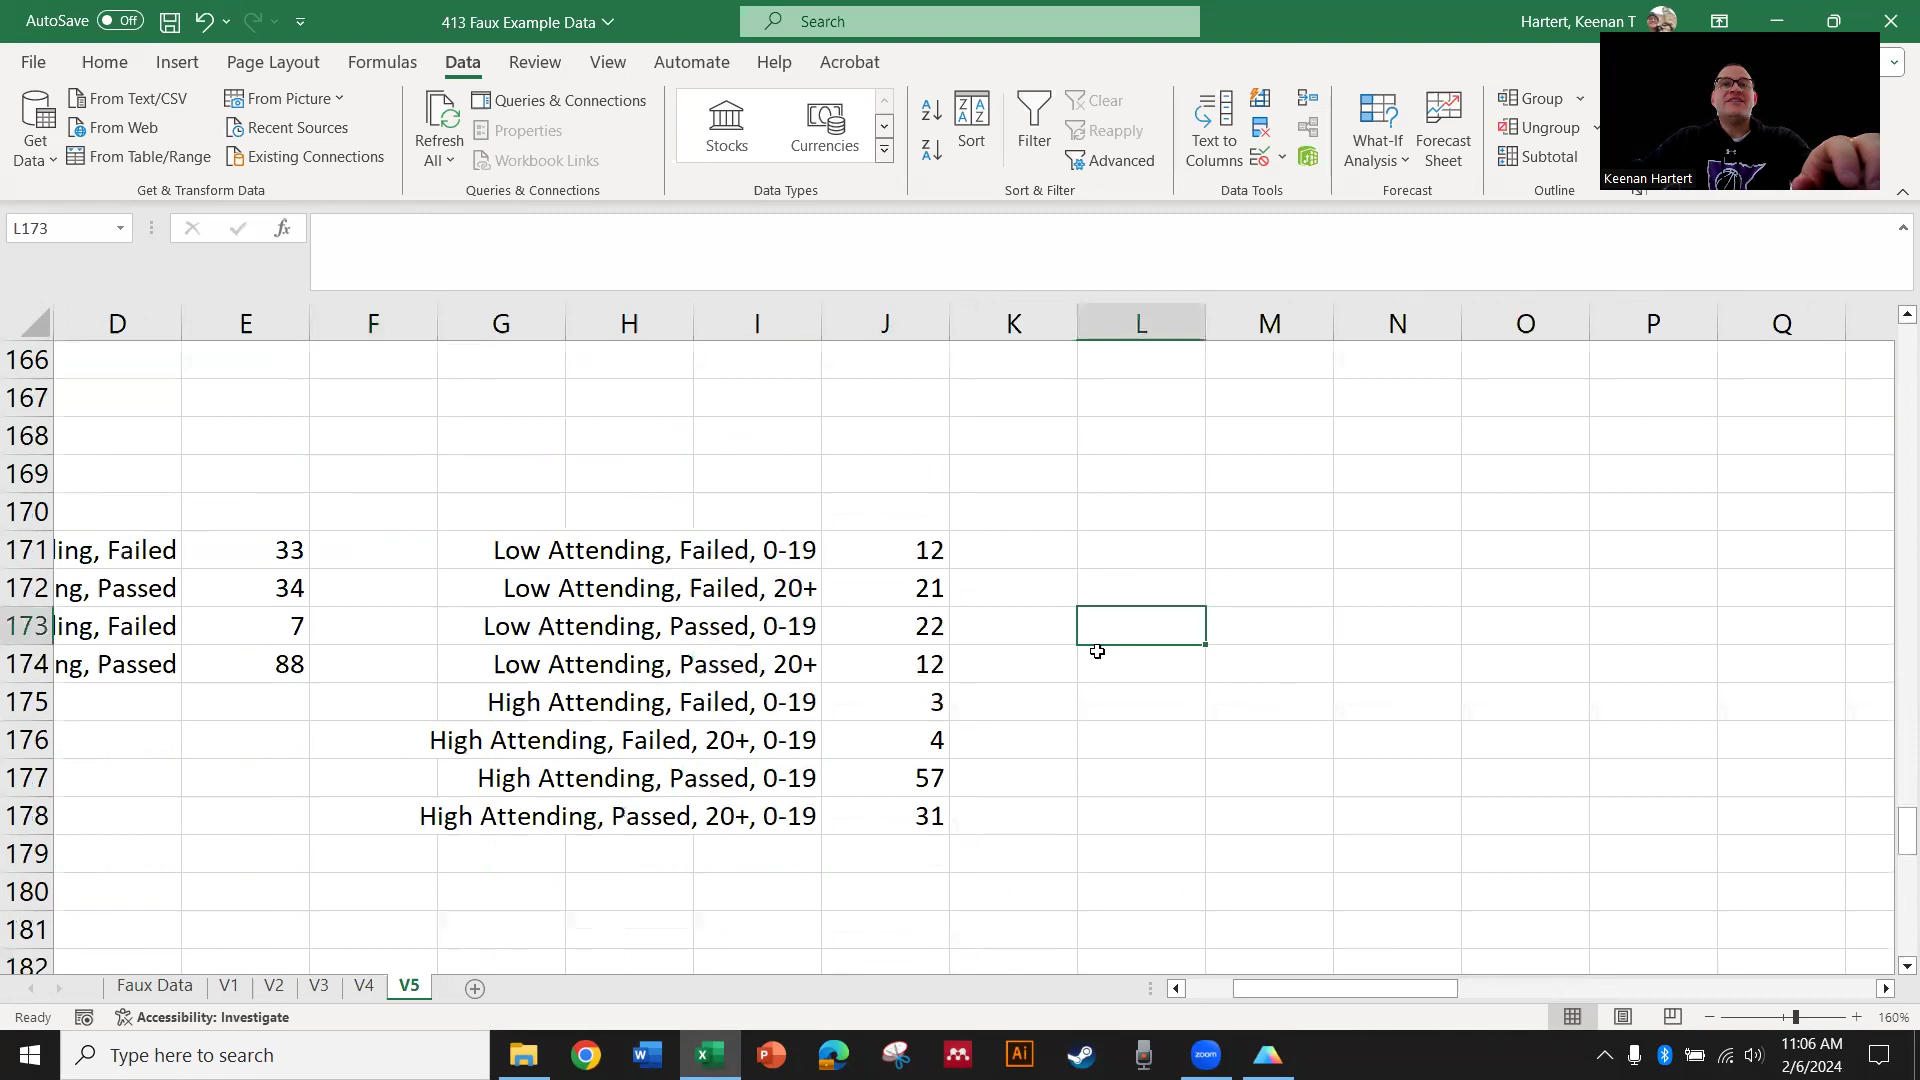 AutoSave Off 413 Faux Example Data Search Hartert, Keenan T
File Home Insert Page Layout Formulas Data Review View Automate Help Acrobat
Get Data From Text/CSV From Web From Table/Range From Picture Recent Sources Existing Connections
Get & Transform Data
Refresh All Queries & Connections Properties Workbook Links
Queries & Connections
Stocks Currencies
Data Types
Sort Filter Clear Reapply Advanced
Sort & Filter
Text to Columns
Data Tools
What-If Analysis Forecast Sheet
Forecast
Group Ungroup Subtotal
Outline
Keenan Hartert
L173 fx
D E F G H I J K L M N O P Q
166
167
168
169
170
171 ing, Failed 33 Low Attending, Failed, 0-19 12
172 ng, Passed 34 Low Attending, Failed, 20+ 21
173 ing, Failed 7 Low Attending, Passed, 0-19 22
174 ng, Passed 88 Low Attending, Passed, 20+ 12
175 High Attending, Failed, 0-19 3
176 High Attending, Failed, 20+, 0-19 4
177 High Attending, Passed, 0-19 57
178 High Attending, Passed, 20+, 0-19 31
179
180
181
182
Faux Data V1 V2 V3 V4 V5
Ready Accessibility: Investigate 160%
Type here to search zoom Ai 11:06 AM
2/6/2024